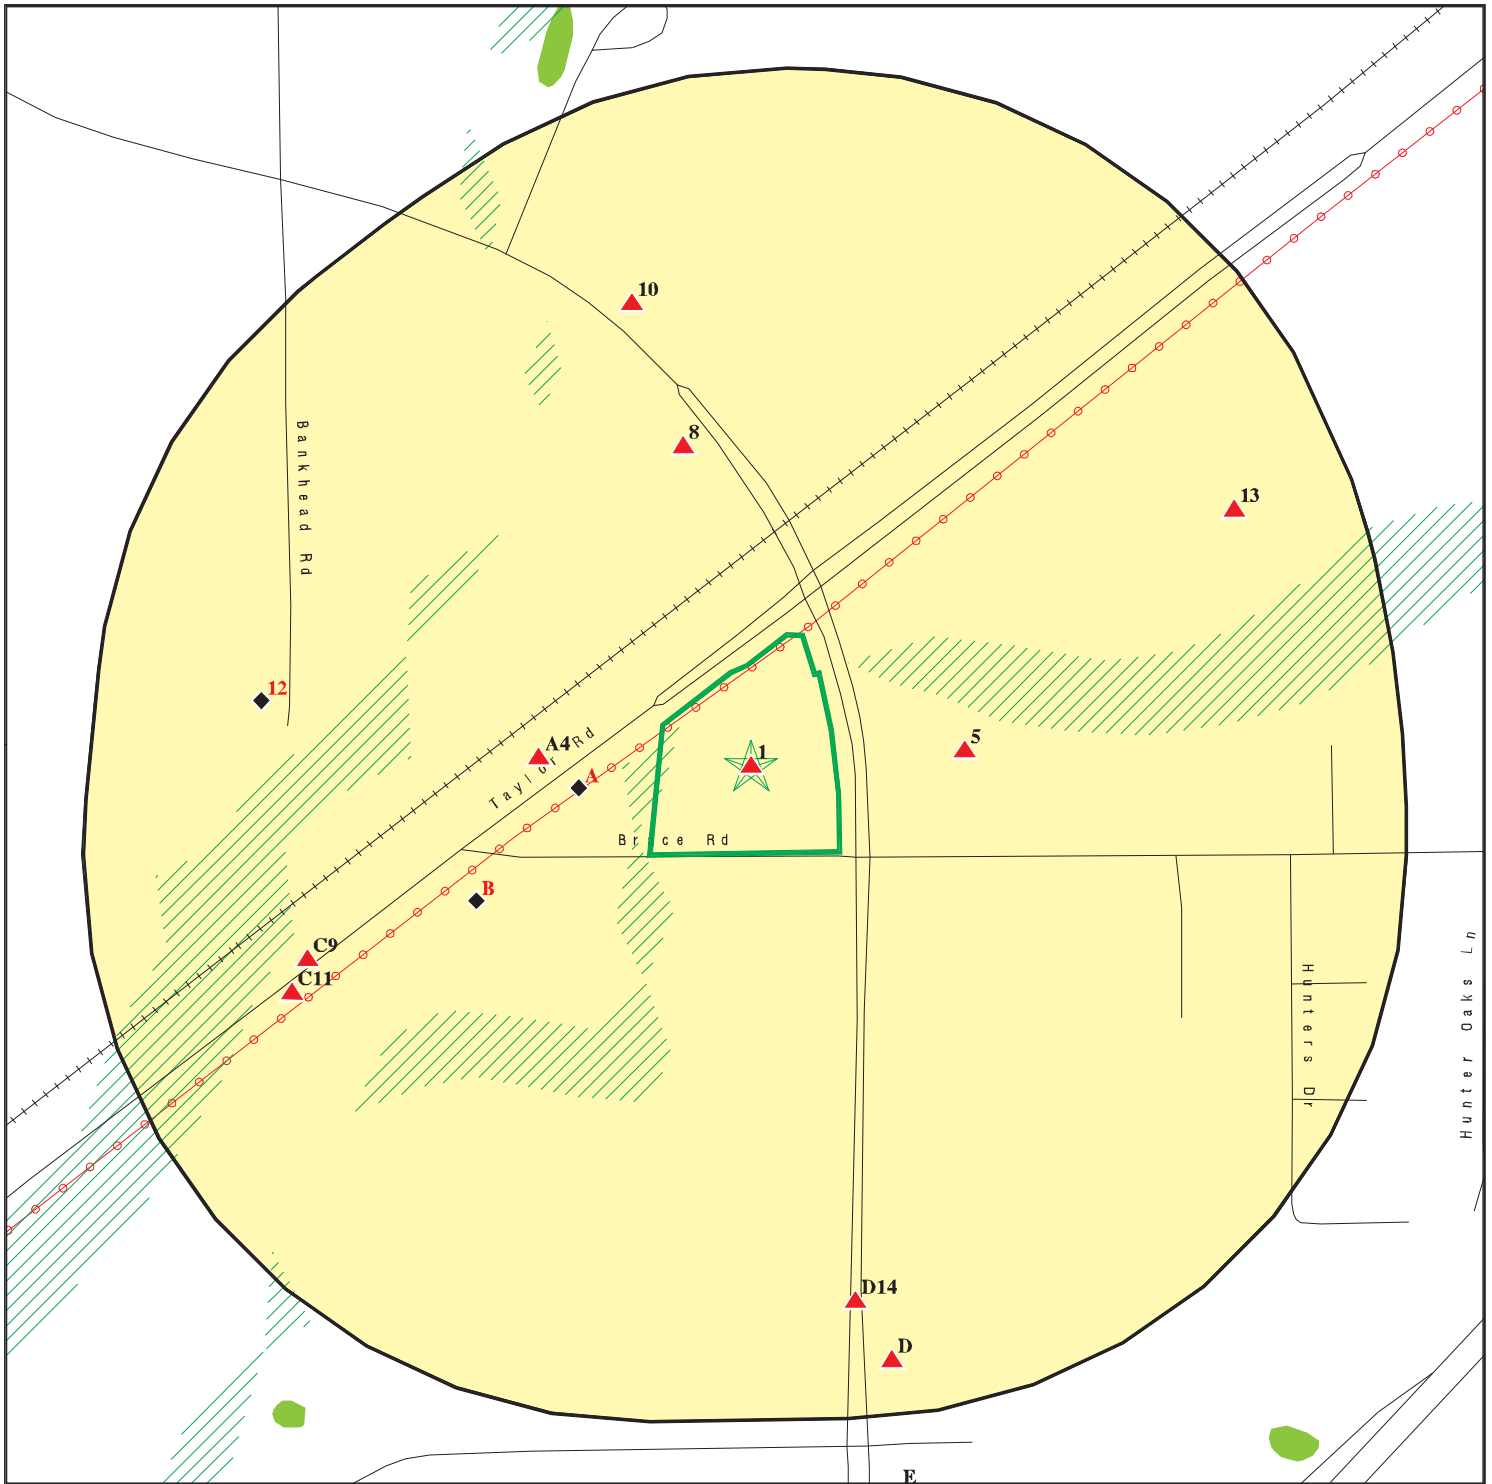 10
8
13
Bankhead Rd
12
Taylor Rd
A4
A
1
5
Brice Rd
B
C9
C11
Hunters Dr
Hunter Oaks Ln
D14
D
E